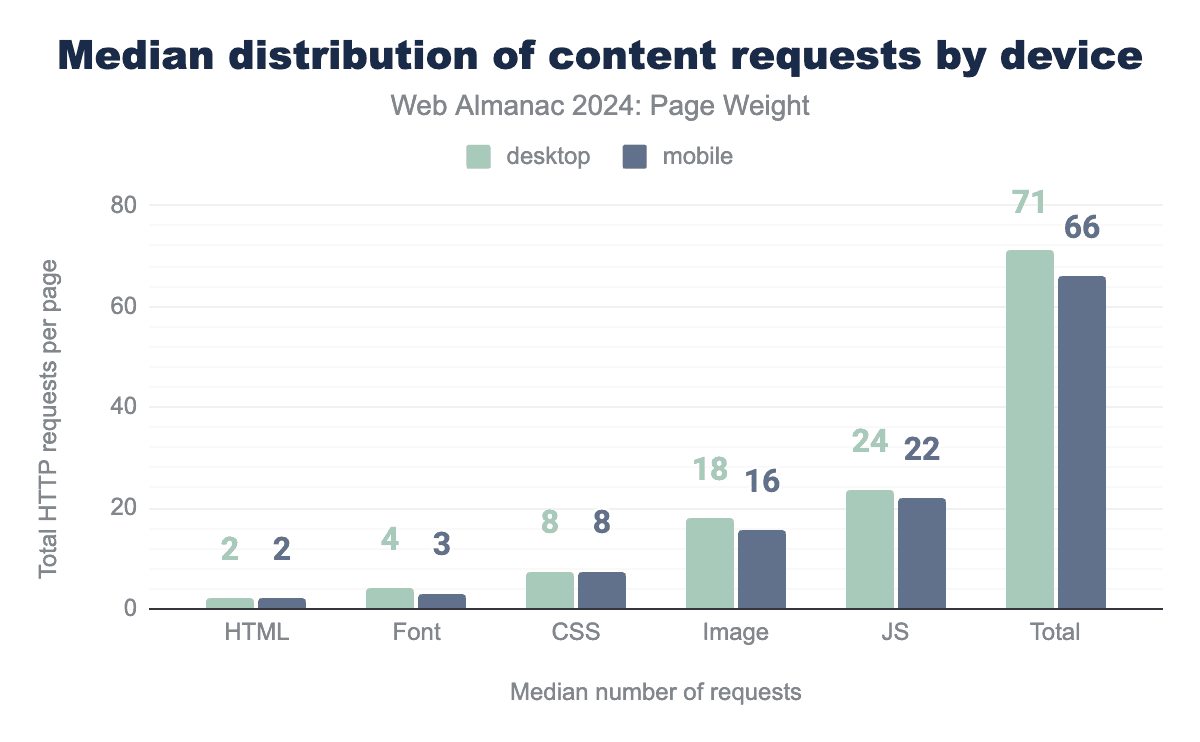 Median distribution of content requests by device
Web Almanac 2024: Page Weight
desktop mobile
Total HTTP requests per page
80
60
40
20
0
2 2 4 3 8 8 18 16 24 22 71 66
HTML Font CSS Image JS Total
Median number of requests